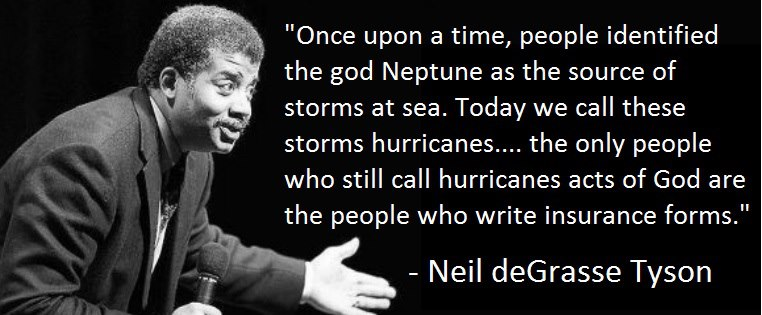 "Once upon a time, people identified
the god Neptune as the source of
storms at sea. Today we call these
storms hurricanes.... the only people
who still call hurricanes acts of God are
the people who write insurance forms."
- Neil deGrasse Tyson